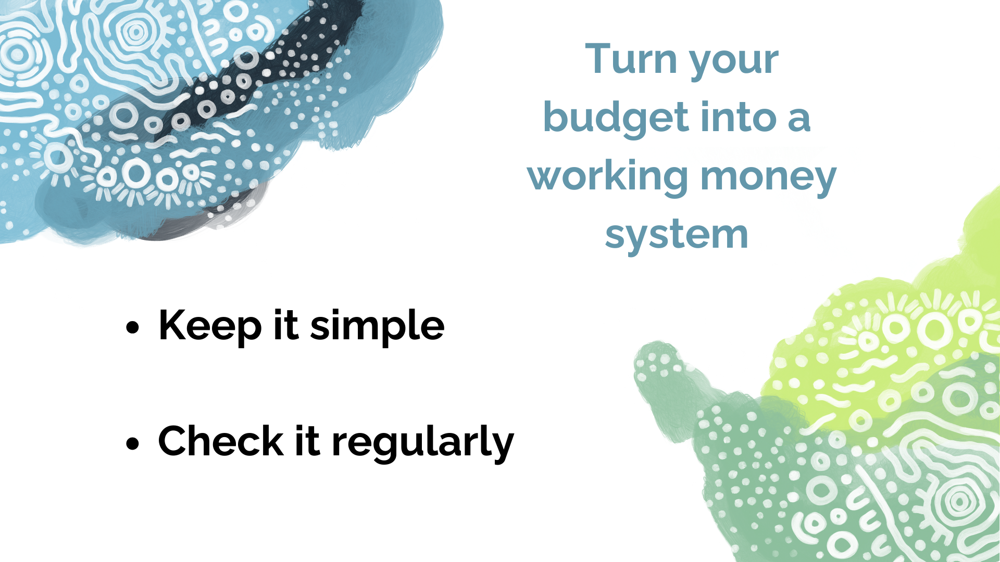 Turn your
budget into a
working money
system
• Keep it simple
• Check it regularly